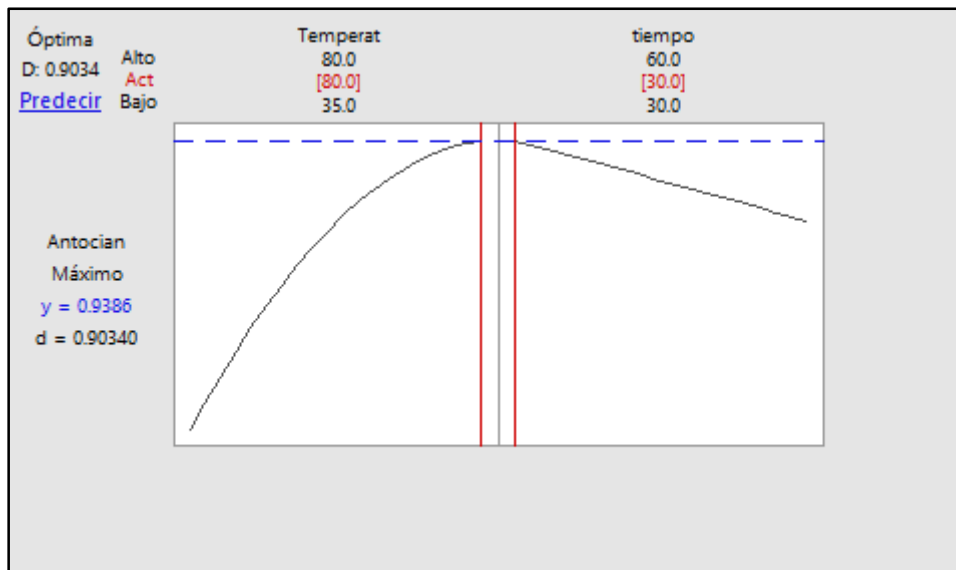 Óptima
D: 0.9034
Predecir
Alto
Act
Bajo
Temperat
80.0
[80.0]
35.0
tiempo
60.0
[30.0]
30.0
Antocian
Máximo
y = 0.9386
d = 0.90340